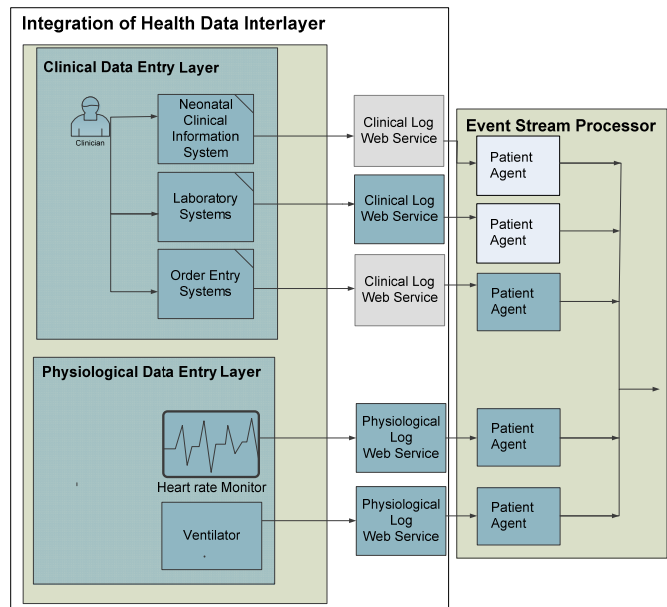 Integration of Health Data Interlayer
Clinical Data Entry Layer
Clinician
Neonatal
Clinical
Information
System
Laboratory
Systems
Order Entry
Systems
Clinical Log
Web Service
Clinical Log
Web Service
Clinical Log
Web Service
Event Stream Processor
Patient
Agent
Patient
Agent
Patient
Agent
Physiological Data Entry Layer
Heart rate Monitor
Ventilator
Physiological
Log
Web Service
Physiological
Log
Web Service
Patient
Agent
Patient
Agent